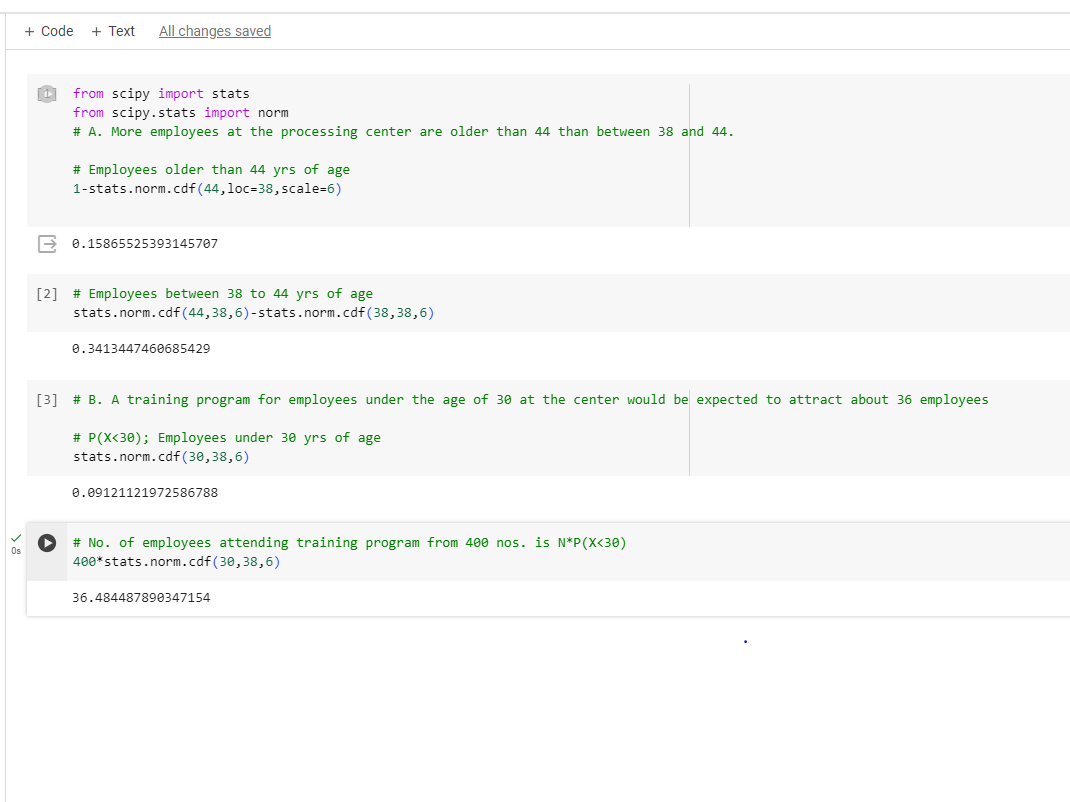 + Code + Text All changes saved
[1] from scipy import stats
from scipy.stats import norm
# A. More employees at the processing center are older than 44 than between 38 and 44.
# Employees older than 44 yrs of age
1-stats.norm.cdf(44,loc=38,scale=6)
0.15865525393145707
[2] # Employees between 38 to 44 yrs of age
stats.norm.cdf(44,38,6)-stats.norm.cdf(38,38,6)
0.3413447460685429
[3] # B. A training program for employees under the age of 30 at the center would be expected to attract about 36 employees
# P(X<30); Employees under 30 yrs of age
stats.norm.cdf(30,38,6)
0.09121121972586788
# No. of employees attending training program from 400 nos. is N*P(X<30)
0s
400*stats.norm.cdf(30,38,6)
36.484487890347154